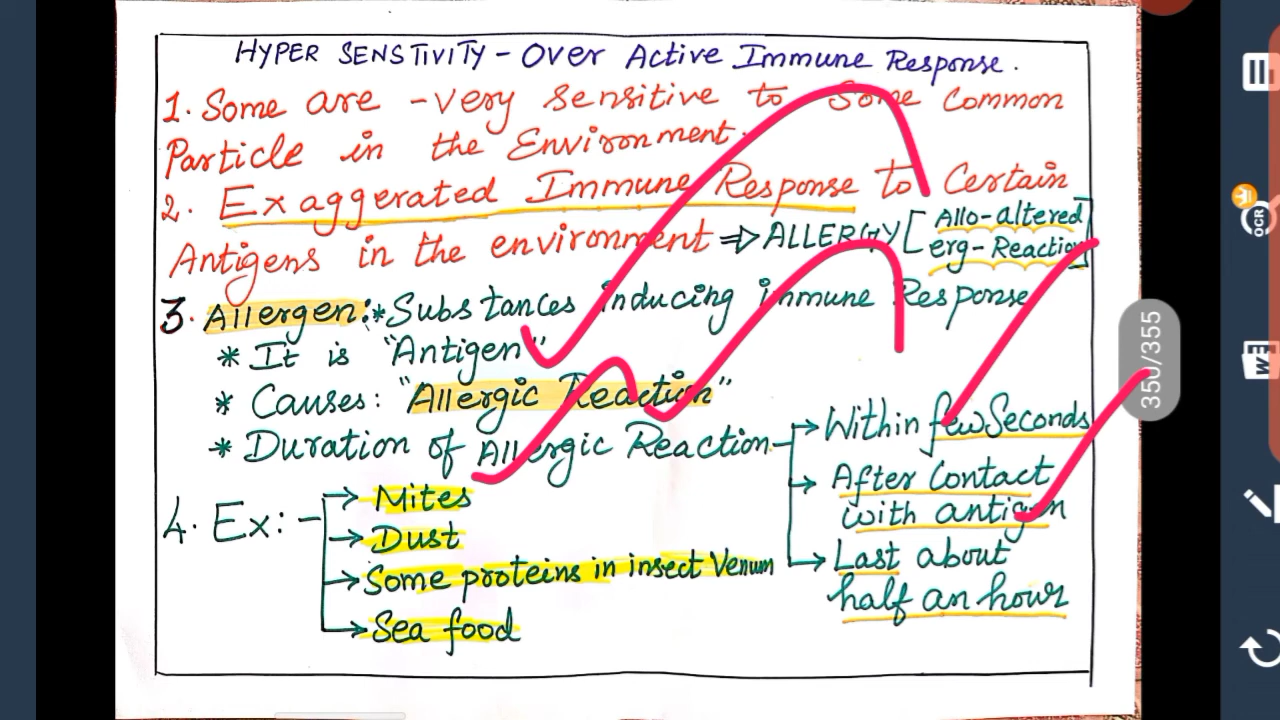 HYPER SENSTIVITY - Over Active Immune Response.
1. Some are - very sensitive to some Common
Particle in the Environment.
2. Exaggerated Immune Response to Certain
Antigens in the environment ⇒ ALLERGY [Allo-altered
erg-Reaction]
3. Allergen: * Substances inducing immune Response
* It is "Antigen"
* Causes: "Allergic Reaction"
* Duration of Allergic Reaction
→ Within few Seconds
→ After Contact
with antigen
→ Last about
half an hour
4. Ex: -
→ Mites
→ Dust
→ Some proteins in insect Venum
→ Sea food
350/355
OCR
W